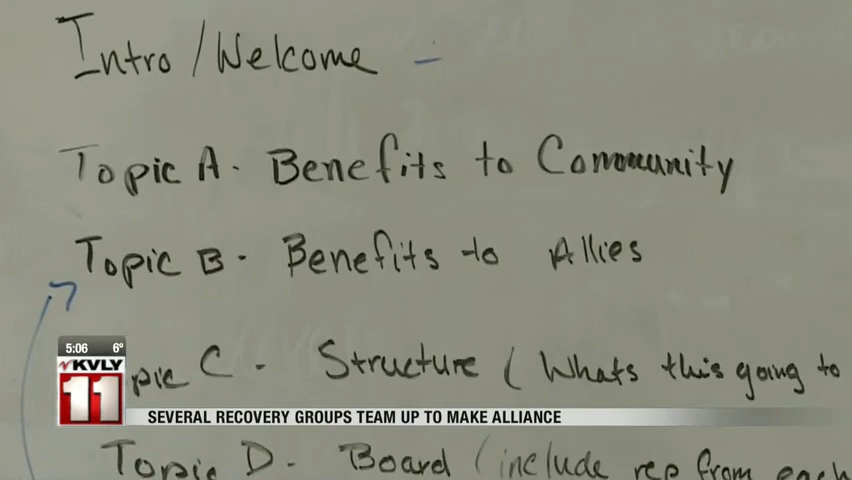 Intro / Welcome -
Topic A - Benefits to Community
Topic B - Benefits to Allies
pic C - Structure ( Whats this going to
Topic D - Board ( include rep from each
5:06 6°
KVLY
11
SEVERAL RECOVERY GROUPS TEAM UP TO MAKE ALLIANCE